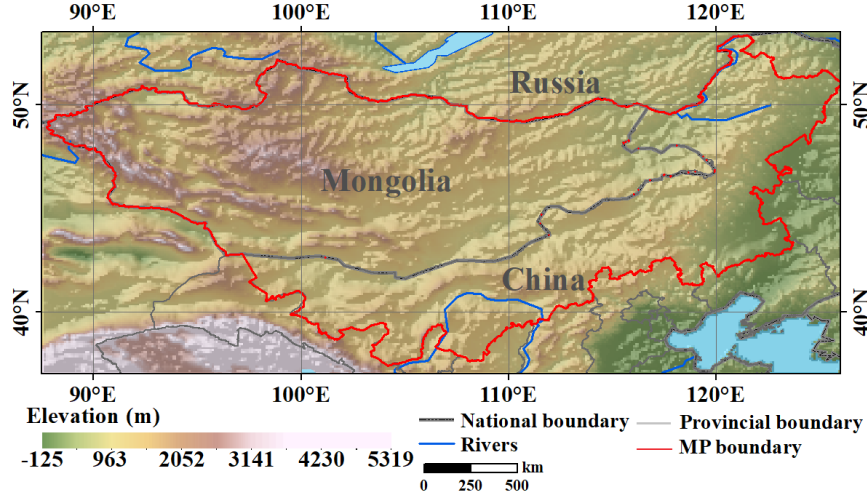 90°E 100°E 110°E 120°E
50°N 50°N
Russia
Mongolia
China
40°N 40°N
90°E 100°E 110°E 120°E
Elevation (m)
-125 963 2052 3141 4230 5319
National boundary
Provincial boundary
Rivers
MP boundary
km
0 250 500